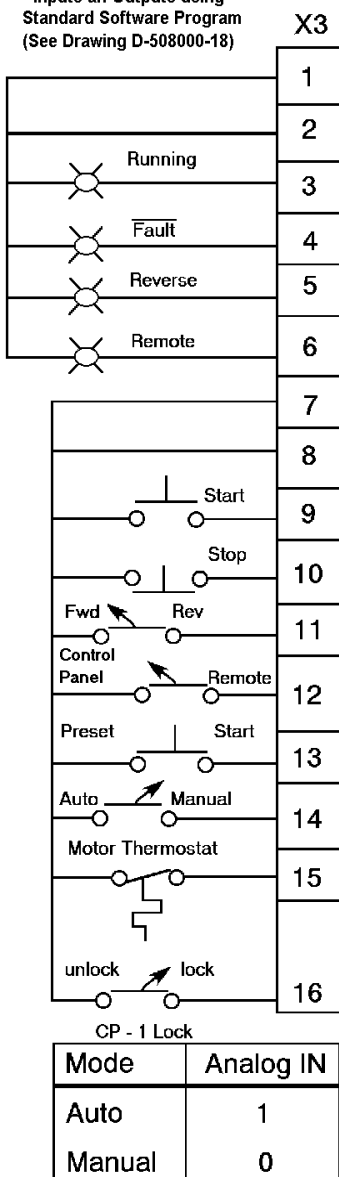 Inputs an Outputs using
Standard Software Program
(See Drawing D-508000-18)
X3
1
2
Running
3
Fault
4
Reverse
5
Remote
6
7
8
Start
9
Stop
10
Fwd Rev
11
Control
Panel Remote
12
Preset Start
13
Auto Manual
14
Motor Thermostat
15
unlock lock
16
CP - 1 Lock
Mode Analog IN
Auto 1
Manual 0